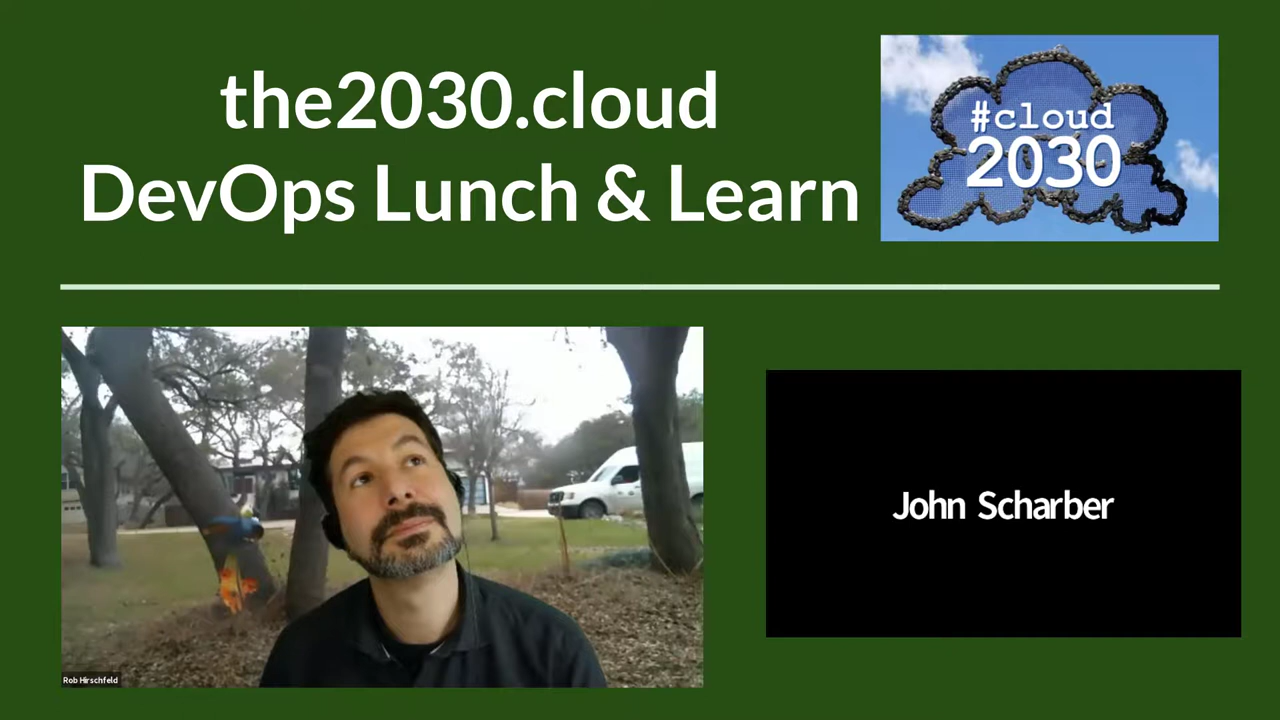 the2030.cloud
DevOps Lunch & Learn
#cloud
2030
John Scharber
Rob Hirschfeld